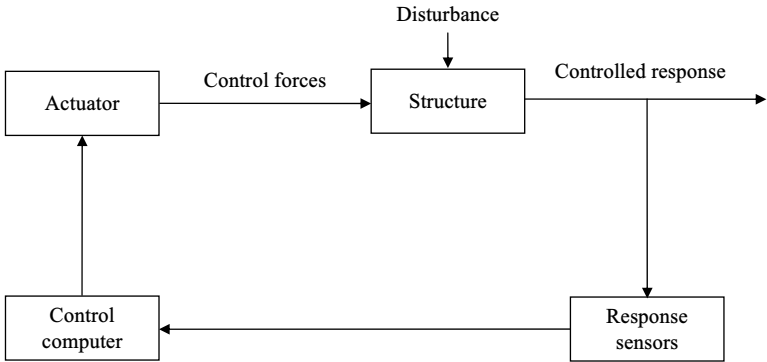 Disturbance
Control forces
Controlled response
Actuator
Structure
Control
computer
Response
sensors